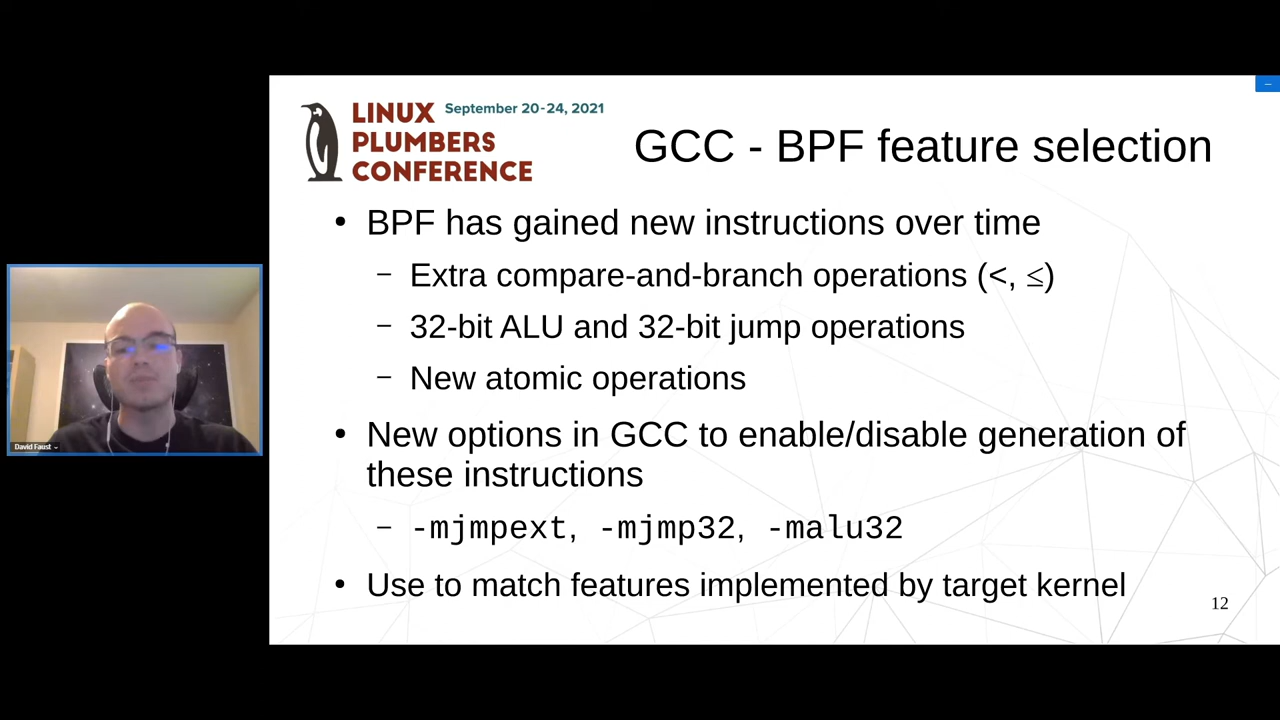 LINUX
PLUMBERS
CONFERENCE
September 20-24, 2021
GCC - BPF feature selection
• BPF has gained new instructions over time
– Extra compare-and-branch operations (<, ≤)
– 32-bit ALU and 32-bit jump operations
– New atomic operations
• New options in GCC to enable/disable generation of
these instructions
– -mjmpext, -mjmp32, -malu32
• Use to match features implemented by target kernel
12
David Faust